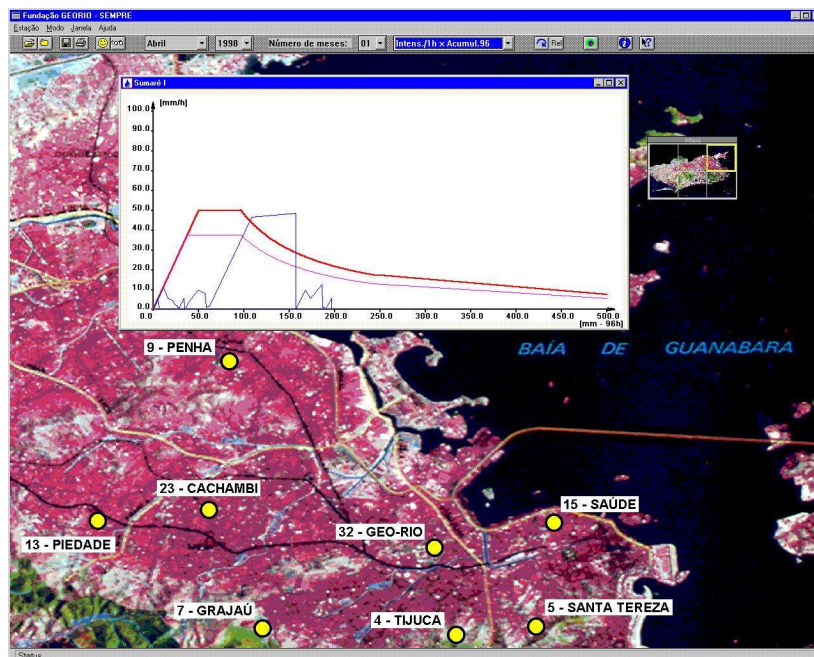 Fundação GEORIO - SEMPRE
Estação Modo Janela Ajuda
Abril 1998 Número de meses: 01 Intens./1h x Acumul.96 Rel
Sumaré I
[mm/h]
100.0
90.0
80.0
70.0
60.0
50.0
40.0
30.0
20.0
10.0
0.0 50.0 100.0 150.0 200.0 250.0 300.0 350.0 400.0 450.0 500.0
[mm - 96h]
Mapa
9 - PENHA
BAÍA DE GUANABARA
23 - CACHAMBI
15 - SAÚDE
13 - PIEDADE
32 - GEO-RIO
7 - GRAJAÚ
4 - TIJUCA
5 - SANTA TEREZA
Status